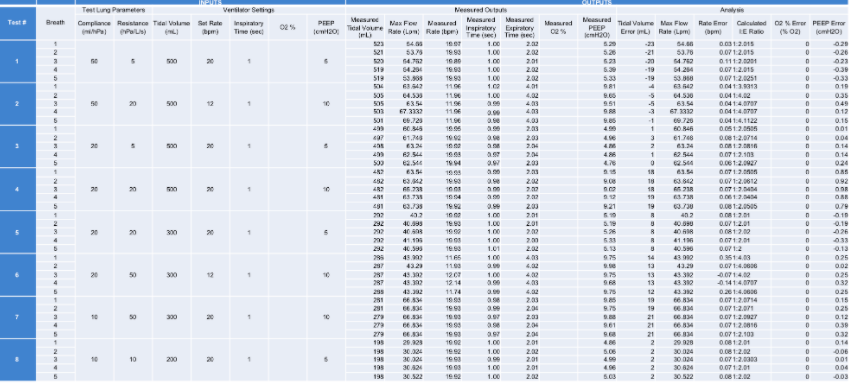 INPUTS OUTPUTS
Test Lung Parameters Ventilator Settings Measured Outputs Analysis
Test # Breath Compliance (ml/hPa) Resistance (hPa/L/s) Tidal Volume (mL) Set Rate (bpm) Inspiratory Time (sec) O2 % PEEP (cmH2O) Measured Tidal Volume (mL) Max Flow Rate (Lpm) Measured Rate (bpm) Measured Inspiratory Time (sec) Measured Expiratory Time (sec) Measured O2 % Measured PEEP (cmH2O) Tidal Volume Error (mL) Max Flow Rate (Lpm) Rate Error (bpm) Calculated I:E Ratio O2 % Error (% O2) PEEP Error (cmH2O)
1 523 54.66 19.97 1.00 2.02 5.29 -23 54.66 0.03 1:2.015 0 -0.29
2 521 53.76 19.93 1.00 2.02 5.26 -21 53.76 0.07 1:2.015 0 -0.26
1 3 50 5 500 20 1 5 520 54.762 19.89 1.00 2.02 5.23 -20 54.762 0.11 1:2.0201 0 -0.23
4 519 54.264 19.93 1.00 2.02 5.39 -19 54.264 0.07 1:2.015 0 -0.39
5 519 53.868 19.93 1.00 2.02 5.33 -19 53.868 0.07 1:2.0251 0 -0.33
1 504 63.642 11.96 1.02 4.01 9.81 -4 63.642 0.04 1:3.9313 0 0.19
2 505 64.536 11.96 1.00 4.02 9.65 -5 64.536 0.04 1:4.02 0 0.35
2 3 50 20 500 12 1 10 505 63.54 11.96 0.99 4.03 9.51 -5 63.54 0.04 1:4.0707 0 0.49
4 503 67.3332 11.96 0.99 4.03 9.88 -3 67.3332 0.04 1:4.0707 0 0.12
5 501 69.726 11.96 0.98 4.03 9.85 -1 69.726 0.04 1:4.1122 0 0.15
1 499 60.846 19.95 0.99 2.03 4.99 1 60.846 0.05 1:2.0505 0 0.01
2 497 61.746 19.92 0.98 2.03 4.96 3 61.746 0.08 1:2.0714 0 0.04
3 3 20 5 500 20 1 5 498 63.24 19.92 0.98 2.04 4.86 2 63.24 0.08 1:2.0816 0 0.14
4 499 62.544 19.93 0.97 2.04 4.86 1 62.544 0.07 1:2.103 0 0.14
5 500 62.544 19.94 0.97 2.03 4.76 0 62.544 0.06 1:2.0927 0 0.24
1 482 63.54 19.93 0.99 2.03 9.15 18 63.54 0.07 1:2.0505 0 0.85
2 482 63.642 19.93 0.98 2.02 9.08 18 63.642 0.07 1:2.0612 0 0.92
4 3 20 20 500 20 1 10 482 65.238 19.93 0.99 2.02 9.02 18 65.238 0.07 1:2.0404 0 0.98
4 481 63.738 19.94 0.99 2.02 9.12 19 63.738 0.06 1:2.0404 0 0.88
5 481 63.738 19.92 0.99 2.03 9.21 19 63.738 0.08 1:2.0505 0 0.79
1 292 40.2 19.92 1.00 2.01 5.19 8 40.2 0.08 1:2.01 0 -0.19
2 292 40.698 19.93 1.00 2.01 5.19 8 40.698 0.07 1:2.01 0 -0.19
5 3 20 20 300 20 1 5 292 40.698 19.92 1.00 2.02 5.26 8 40.698 0.08 1:2.02 0 -0.26
4 292 41.196 19.93 1.00 2.00 5.33 8 41.196 0.07 1:2.01 0 -0.33
5 292 40.596 19.93 1.01 2.02 5.13 8 40.596 0.07 1:2 0 -0.13
1 286 43.992 11.65 1.00 4.03 9.75 14 43.992 0.35 1:4.03 0 0.25
2 287 43.29 11.93 0.99 4.02 9.98 13 43.29 0.07 1:4.0606 0 0.02
6 3 20 50 300 12 1 10 287 43.392 12.07 1.00 4.02 9.75 13 43.392 -0.07 1:4.02 0 0.25
4 287 43.392 12.14 0.99 4.03 9.68 13 43.392 -0.14 1:4.0707 0 0.32
5 288 43.392 11.74 0.99 4.02 9.75 12 43.392 0.26 1:4.0606 0 0.25
1 281 66.834 19.93 0.98 2.03 9.85 19 66.834 0.07 1:2.0714 0 0.15
2 281 66.834 19.93 0.99 2.04 9.75 19 66.834 0.07 1:2.071 0 0.25
7 3 10 50 300 20 1 10 279 66.834 19.93 0.97 2.03 9.88 21 66.834 0.07 1:2.0927 0 0.12
4 279 66.834 19.93 0.98 2.04 9.61 21 66.834 0.07 1:2.0816 0 0.39
5 279 66.834 19.93 0.97 2.04 9.68 21 66.834 0.07 1:2.103 0 0.32
1 198 29.928 19.92 1.00 2.01 4.86 2 29.928 0.08 1:2.01 0 0.14
2 198 30.024 19.92 1.00 2.02 5.06 2 30.024 0.08 1:2.02 0 -0.06
8 3 10 10 200 20 1 5 198 30.024 19.93 0.99 2.01 4.99 2 30.024 0.07 1:2.0303 0 0.01
4 198 30.624 19.93 1.00 2.01 4.96 2 30.624 0.07 1:2.01 0 0.04
5 198 30.522 19.92 1.00 2.02 5.03 2 30.522 0.08 1:2.02 0 -0.03